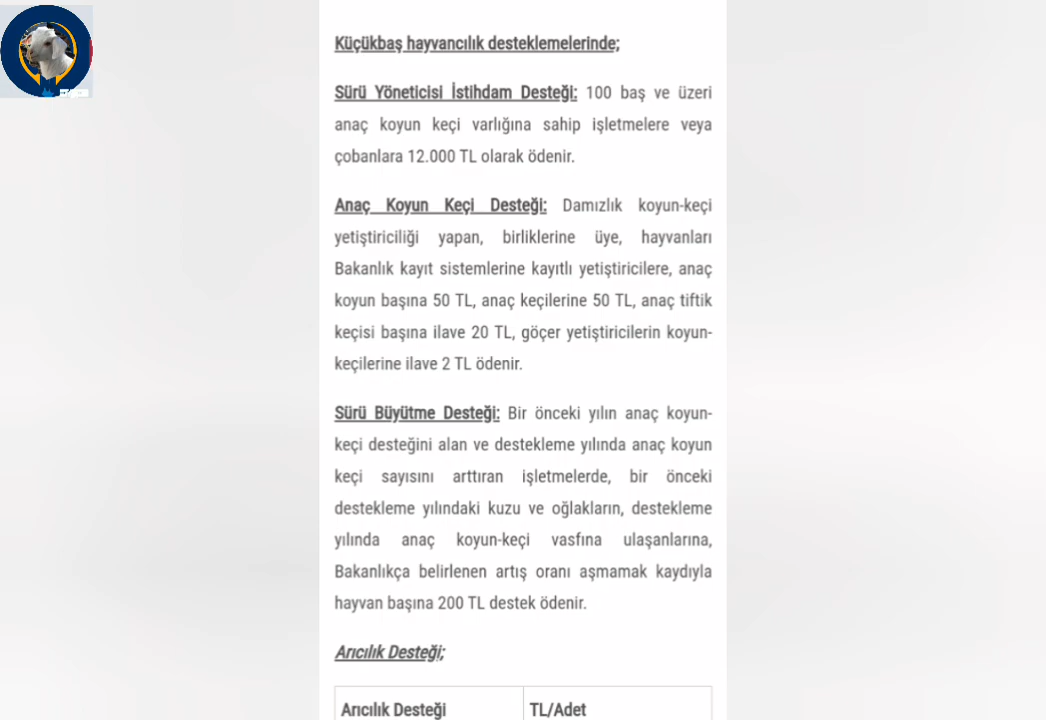 Küçükbaş hayvancılık desteklemelerinde;
Sürü Yöneticisi İstihdam Desteği: 100 baş ve üzeri
anaç koyun keçi varlığına sahip işletmelere veya
çobanlara 12.000 TL olarak ödenir.
Anaç Koyun Keçi Desteği: Damızlık koyun-keçi
yetiştiriciliği yapan, birliklerine üye, hayvanları
Bakanlık kayıt sistemlerine kayıtlı yetiştiricilere, anaç
koyun başına 50 TL, anaç keçilerine 50 TL, anaç tiftik
keçisi başına ilave 20 TL, göçer yetiştiricilerin koyun-
keçilerine ilave 2 TL ödenir.
Sürü Büyütme Desteği: Bir önceki yılın anaç koyun-
keçi desteğini alan ve destekleme yılında anaç koyun
keçi sayısını arttıran işletmelerde, bir önceki
destekleme yılındaki kuzu ve oğlakların, destekleme
yılında anaç koyun-keçi vasfına ulaşanlarına,
Bakanlıkça belirlenen artış oranı aşmamak kaydıyla
hayvan başına 200 TL destek ödenir.
Arıcılık Desteği;
Arıcılık Desteği TL/Adet